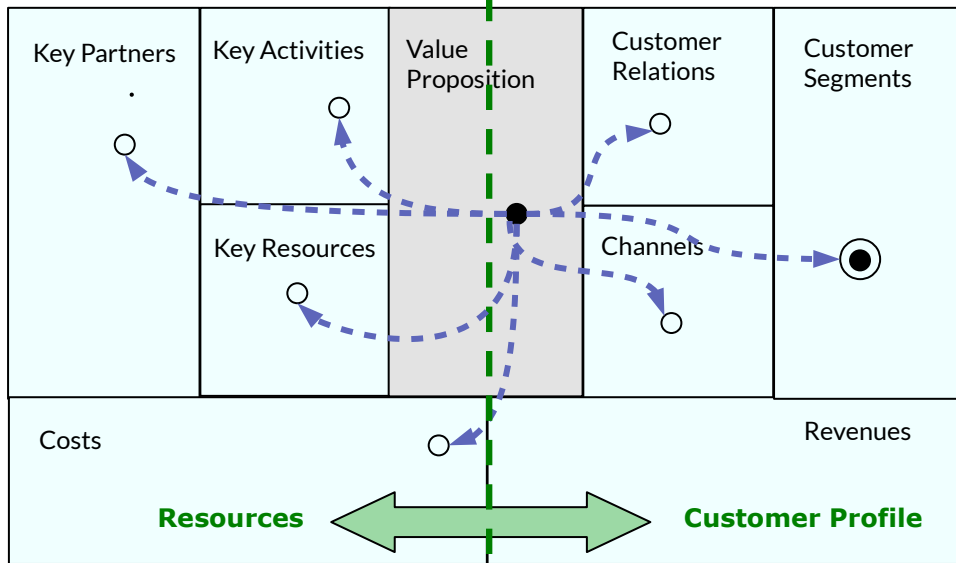 Key Partners
Key Activities
Value
Proposition
Customer
Relations
Customer
Segments
Key Resources
Channels
Costs
Revenues
Resources
Customer Profile